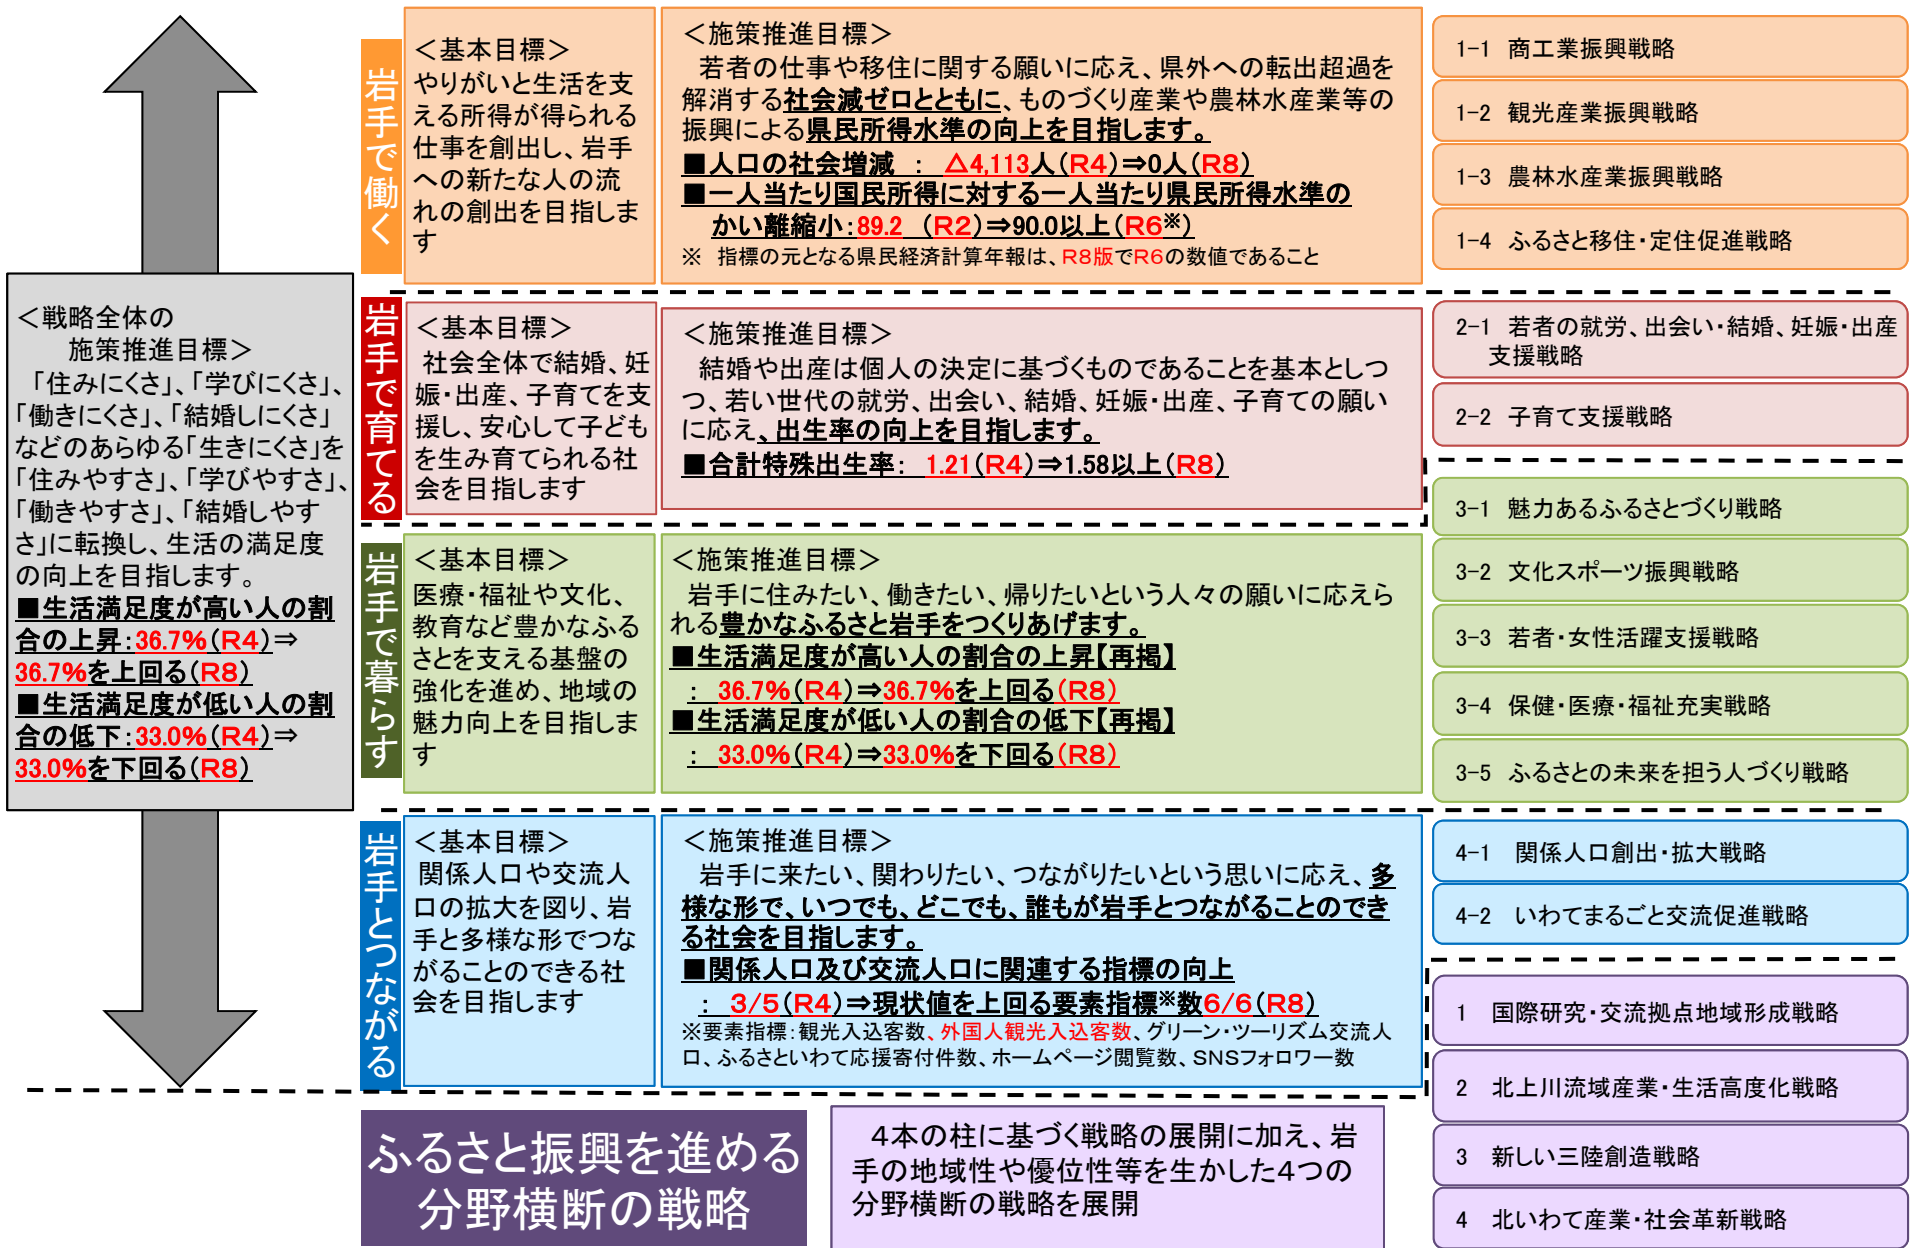 ＜戦略全体の
施策推進目標＞
「住みにくさ」、「学びにくさ」、
「働きにくさ」、「結婚しにくさ」
などのあらゆる「生きにくさ」を
「住みやすさ」、「学びやすさ」、
「働きやすさ」、「結婚しやす
さ」に転換し、生活の満足度
の向上を目指します。
■生活満足度が高い人の割
合の上昇：36.7%（R4）⇒
36.7%を上回る（R8）
■生活満足度が低い人の割
合の低下：33.0%（R4）⇒
33.0%を下回る（R8）
岩手で働く
＜基本目標＞
やりがいと生活を支
える所得が得られる
仕事を創出し、岩手
への新たな人の流
れの創出を目指しま
す
＜施策推進目標＞
若者の仕事や移住に関する願いに応え、県外への転出超過を
解消する社会減ゼロとともに、ものづくり産業や農林水産業等の
振興による県民所得水準の向上を目指します。
■人口の社会増減 ： △4,113人（R4）⇒0人（R8）
■一人当たり国民所得に対する一人当たり県民所得水準の
かい離縮小：89.2 （R2）⇒90.0以上（R6※）
※ 指標の元となる県民経済計算年報は、R8版でR6の数値であること
1-1 商工業振興戦略
1-2 観光産業振興戦略
1-3 農林水産業振興戦略
1-4 ふるさと移住・定住促進戦略
岩手で育てる
＜基本目標＞
社会全体で結婚、妊
娠・出産、子育てを支
援し、安心して子ども
を生み育てられる社
会を目指します
＜施策推進目標＞
結婚や出産は個人の決定に基づくものであることを基本としつ
つ、若い世代の就労、出会い、結婚、妊娠・出産、子育ての願い
に応え、出生率の向上を目指します。
■合計特殊出生率： 1.21（R4）⇒1.58以上（R8）
2-1 若者の就労、出会い・結婚、妊娠・出産
支援戦略
2-2 子育て支援戦略
岩手で暮らす
＜基本目標＞
医療・福祉や文化、
教育など豊かなふる
さとを支える基盤の
強化を進め、地域の
魅力向上を目指しま
す
＜施策推進目標＞
岩手に住みたい、働きたい、帰りたいという人々の願いに応えら
れる豊かなふるさと岩手をつくりあげます。
■生活満足度が高い人の割合の上昇【再掲】
： 36.7%（R4）⇒36.7%を上回る（R8）
■生活満足度が低い人の割合の低下【再掲】
： 33.0%（R4）⇒33.0%を下回る（R8）
3-1 魅力あるふるさとづくり戦略
3-2 文化スポーツ振興戦略
3-3 若者・女性活躍支援戦略
3-4 保健・医療・福祉充実戦略
3-5 ふるさとの未来を担う人づくり戦略
岩手とつながる
＜基本目標＞
関係人口や交流人
口の拡大を図り、岩
手と多様な形でつな
がることのできる社
会を目指します
＜施策推進目標＞
岩手に来たい、関わりたい、つながりたいという思いに応え、多
様な形で、いつでも、どこでも、誰もが岩手とつながることのでき
る社会を目指します。
■関係人口及び交流人口に関連する指標の向上
： 3/5（R4）⇒現状値を上回る要素指標※数6/6（R8）
※要素指標：観光入込客数、外国人観光入込客数、グリーン・ツーリズム交流人
口、ふるさといわて応援寄付件数、ホームページ閲覧数、SNSフォロワー数
4-1 関係人口創出・拡大戦略
4-2 いわてまるごと交流促進戦略
ふるさと振興を進める
分野横断の戦略
4本の柱に基づく戦略の展開に加え、岩
手の地域性や優位性等を生かした4つの
分野横断の戦略を展開
1 国際研究・交流拠点地域形成戦略
2 北上川流域産業・生活高度化戦略
3 新しい三陸創造戦略
4 北いわて産業・社会革新戦略